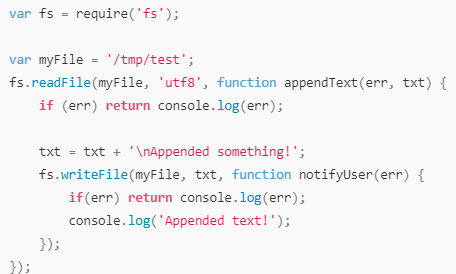 var fs = require('fs');
var myFile = '/tmp/test';
fs.readFile(myFile, 'utf8', function appendText(err, txt) {
    if (err) return console.log(err);
    txt = txt + '\nAppended something!';
    fs.writeFile(myFile, txt, function notifyUser(err) {
        if(err) return console.log(err);
        console.log('Appended text!');
    });
});